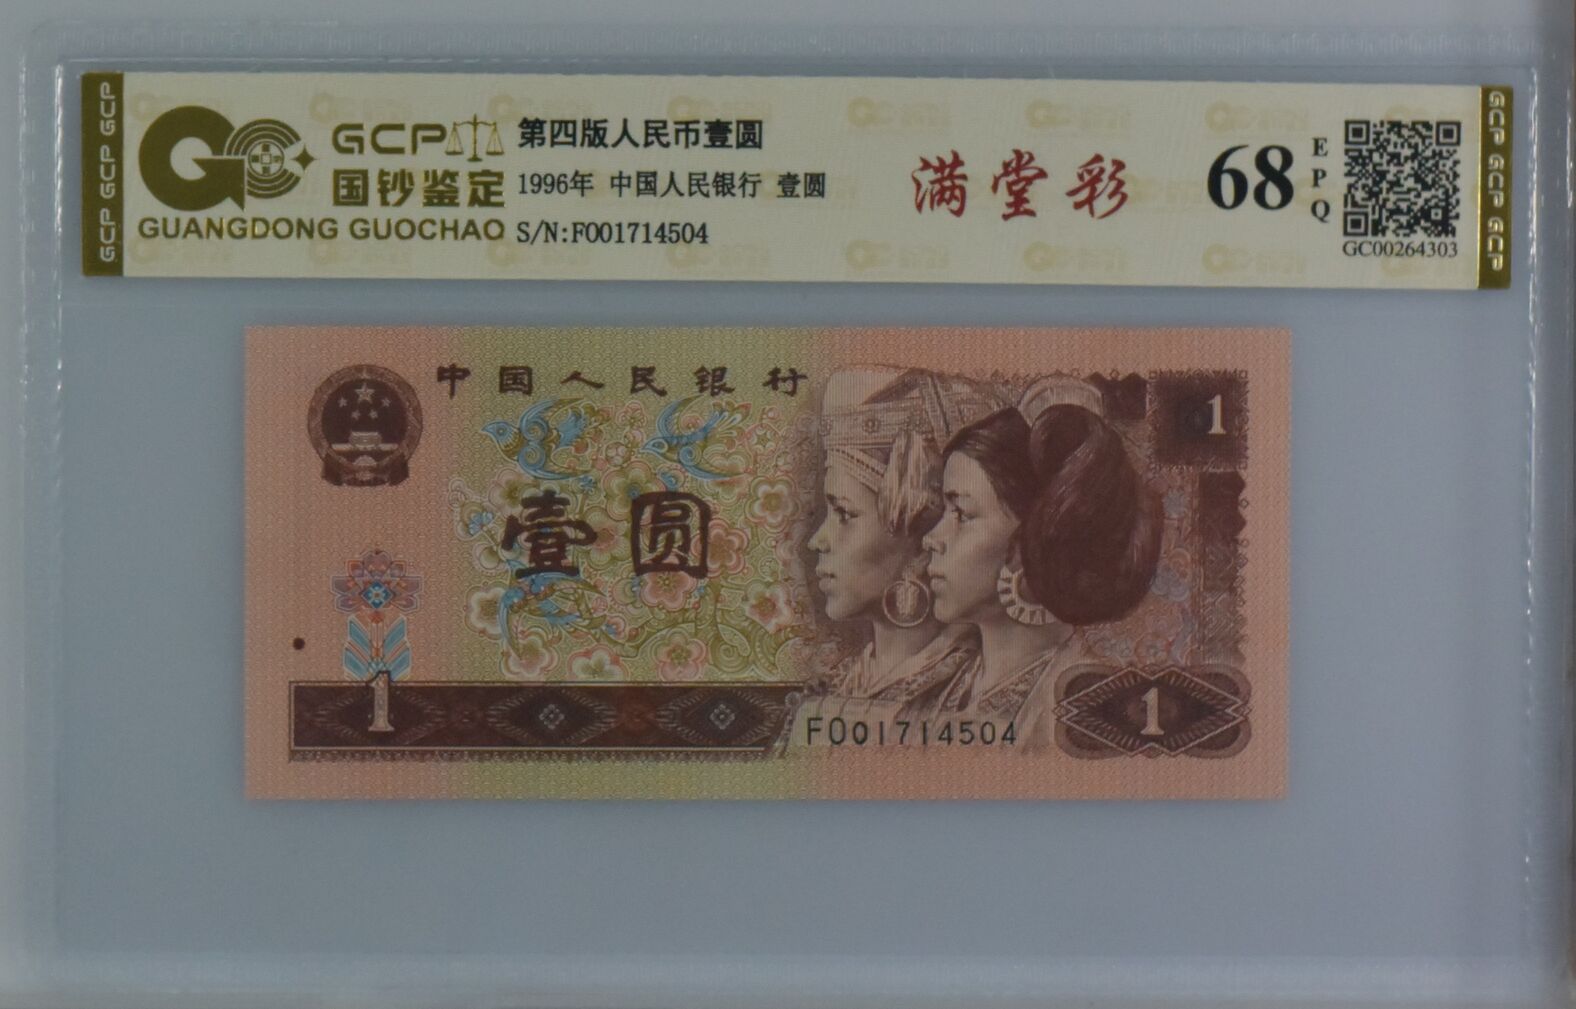 GCP GCP GCP
GCP
国钞鉴定
GUANGDONG GUOCHAO
第四版人民币壹圆
1996年 中国人民银行 壹圆
S/N:FO01714504
满堂彩
68
EPQ
GC00264303
GCP GCP GCP
中国人民银行
1
壹圆
1
FO01714504
1